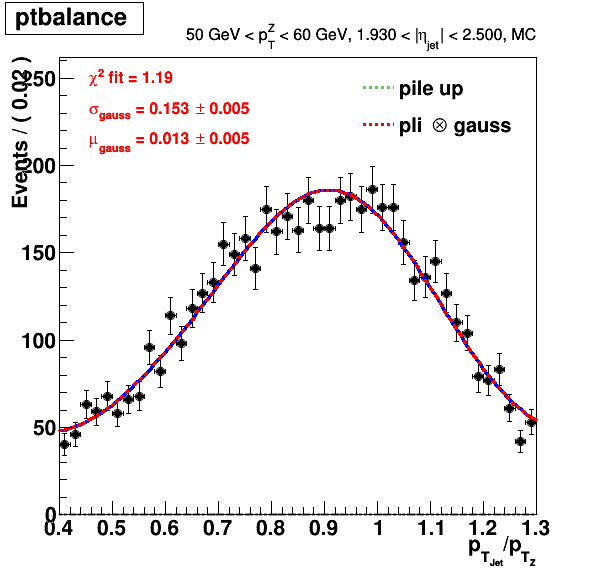 ptbalance
50 GeV < p_T^Z < 60 GeV, 1.930 < |η_jet| < 2.500, MC
χ² fit = 1.19
σ_gauss = 0.153 ± 0.005
μ_gauss = 0.013 ± 0.005
pile up
pli ⊗ gauss
Events / ( 0.02 )
250
200
150
100
50
0
0.4 0.5 0.6 0.7 0.8 0.9 1 1.1 1.2 1.3
p_T_Jet/p_T_Z